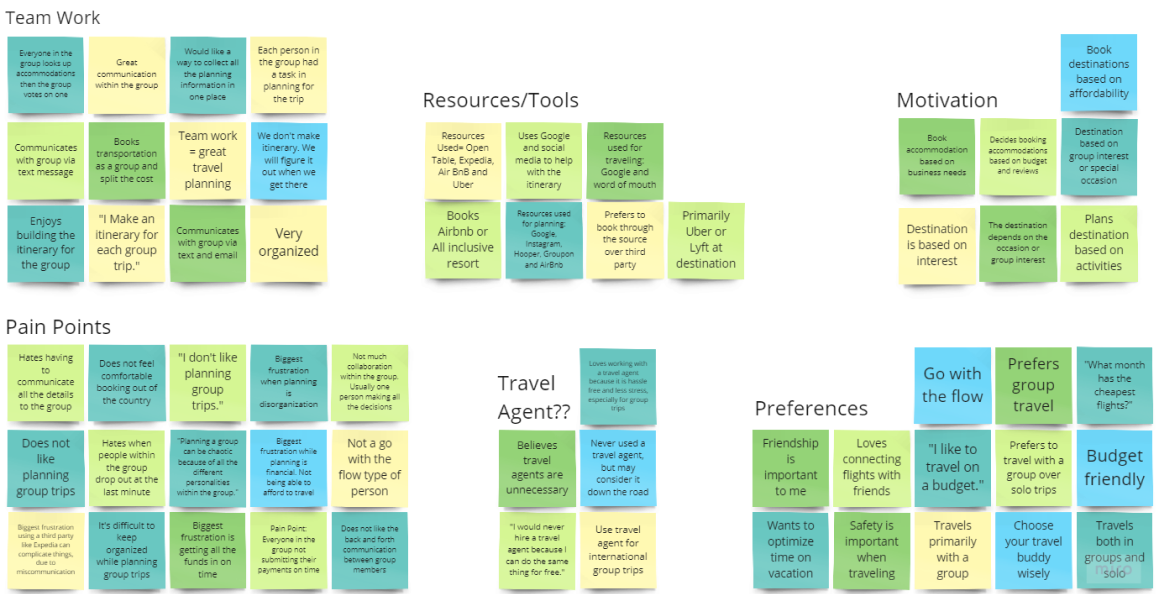 Team Work
Everyone in the
group looks up
accommodations
then the group
votes on one
Great
communication
within the group
Would like a
way to collect all
the planning
information in
one place
Each person in
the group had
a task in
planning for
the trip
Communicates
with group via
text message
Books
transportation
as a group and
split the cost
Team work
= great
travel
planning
We don't make
itinerary. We
will figure it
out when we
get there
Enjoys
building the
itinerary for
the group
"I Make an
itinerary for
each group
trip."
Communicates
with group via
text and email
Very
organized
Resources/Tools
Resources
Used= Open
Table, Expedia,
Air BnB and
Uber
Uses Google
and social
media to help
with the
itinerary
Resources
used for
traveling:
Google and
word of mouth
Books
Airbnb or
All inclusive
resort
Resources used
for planning:
Google,
Instagram,
Hooper, Groupon
and AirBnb
Prefers to
book through
the source
over third
party
Primarily
Uber or
Lyft at
destination
Motivation
Book
destinations
based on
affordability
Book
accommodation
based on
business needs
Decides booking
accommodations
based on budget
and reviews
Destination
based on
group interest
or special
occasion
Destination
is based on
interest
The destination
depends on the
occasion or
group interest
Plans
destination
based on
activities
Pain Points
Hates having
to
communicate
all the details
to the group
Does not feel
comfortable
booking out of
the country
"I don't like
planning
group
trips."
Biggest
frustration
when planning
is
disorganization
Not much
collaboration
within the group.
Usually one
person making all
the decisions
Does not
like
planning
group trips
Hates when
people within
the group
drop out at the
last minute
"Planning a group
can be chaotic
because of all the
different
personalities
within the group."
Biggest
frustration while
planning is
financial. Not
being able to
afford to travel
Not a go
with the
flow type of
person
Biggest frustration
using a third party
like Expedia can
complicate things,
due to
miscommunication
It's difficult to
keep
organized
while planning
group trips
Biggest
frustration is
getting all the
funds in on
time
Pain Point:
Everyone in the
group not
submitting their
payments on time
Does not like the
back and forth
communication
between group
members
Travel
Agent??
Loves working with
a travel agent
because it is hassle
free and less stress,
especially for group
trips
Believes
travel
agents are
unnecessary
Never used a
travel agent,
but may
consider it
down the road
"I would never
hire a travel
agent because I
can do the same
thing for free."
Use travel
agent for
international
group trips
Preferences
Go with
the flow
Prefers
group
travel
"What month
has the
cheapest
flights?"
Friendship
is
important
to me
Loves
connecting
flights with
friends
"I like to
travel on
a budget."
Prefers to
travel with a
group over
solo trips
Budget
friendly
Wants to
optimize
time on
vacation
Safety is
important
when
traveling
Travels
primarily
with a
group
Choose
your travel
buddy
wisely
Travels
both in
groups and
solo
miro